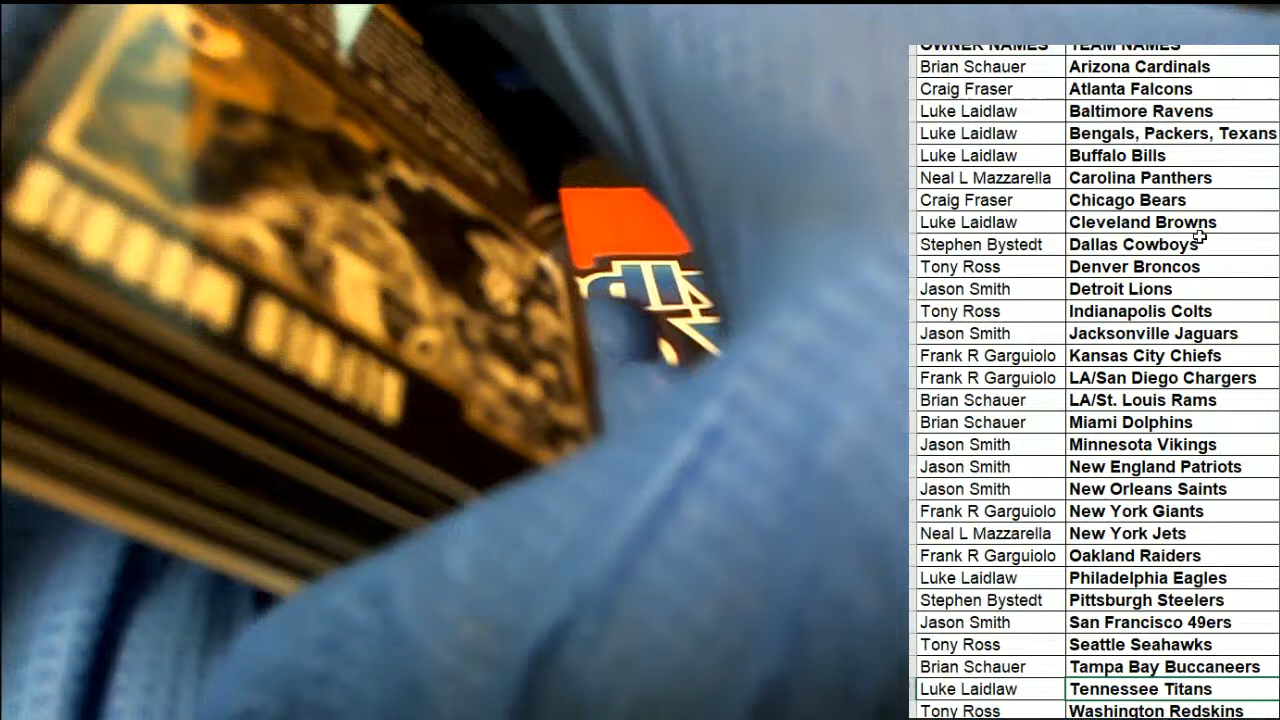 OWNER NAMES TEAM NAMES
Brian Schauer Arizona Cardinals
Craig Fraser Atlanta Falcons
Luke Laidlaw Baltimore Ravens
Luke Laidlaw Bengals, Packers, Texans
Luke Laidlaw Buffalo Bills
Neal L Mazzarella Carolina Panthers
Craig Fraser Chicago Bears
Luke Laidlaw Cleveland Browns
Stephen Bystedt Dallas Cowboys
Tony Ross Denver Broncos
Jason Smith Detroit Lions
Tony Ross Indianapolis Colts
Jason Smith Jacksonville Jaguars
Frank R Garguiolo Kansas City Chiefs
Frank R Garguiolo LA/San Diego Chargers
Brian Schauer LA/St. Louis Rams
Brian Schauer Miami Dolphins
Jason Smith Minnesota Vikings
Jason Smith New England Patriots
Jason Smith New Orleans Saints
Frank R Garguiolo New York Giants
Neal L Mazzarella New York Jets
Frank R Garguiolo Oakland Raiders
Luke Laidlaw Philadelphia Eagles
Stephen Bystedt Pittsburgh Steelers
Jason Smith San Francisco 49ers
Tony Ross Seattle Seahawks
Brian Schauer Tampa Bay Buccaneers
Luke Laidlaw Tennessee Titans
Tony Ross Washington Redskins